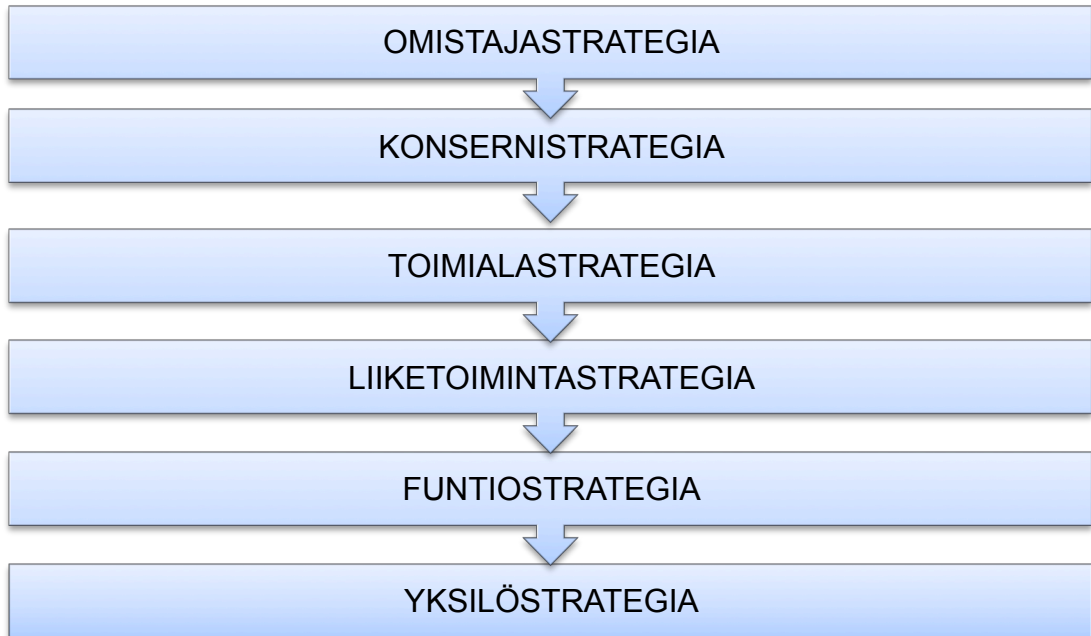 OMISTAJASTRATEGIA
KONSERNISTRATEGIA
TOIMIALASTRATEGIA
LIIKETOIMINTASTRATEGIA
FUNTIOSTRATEGIA
YKSILÖSTRATEGIA